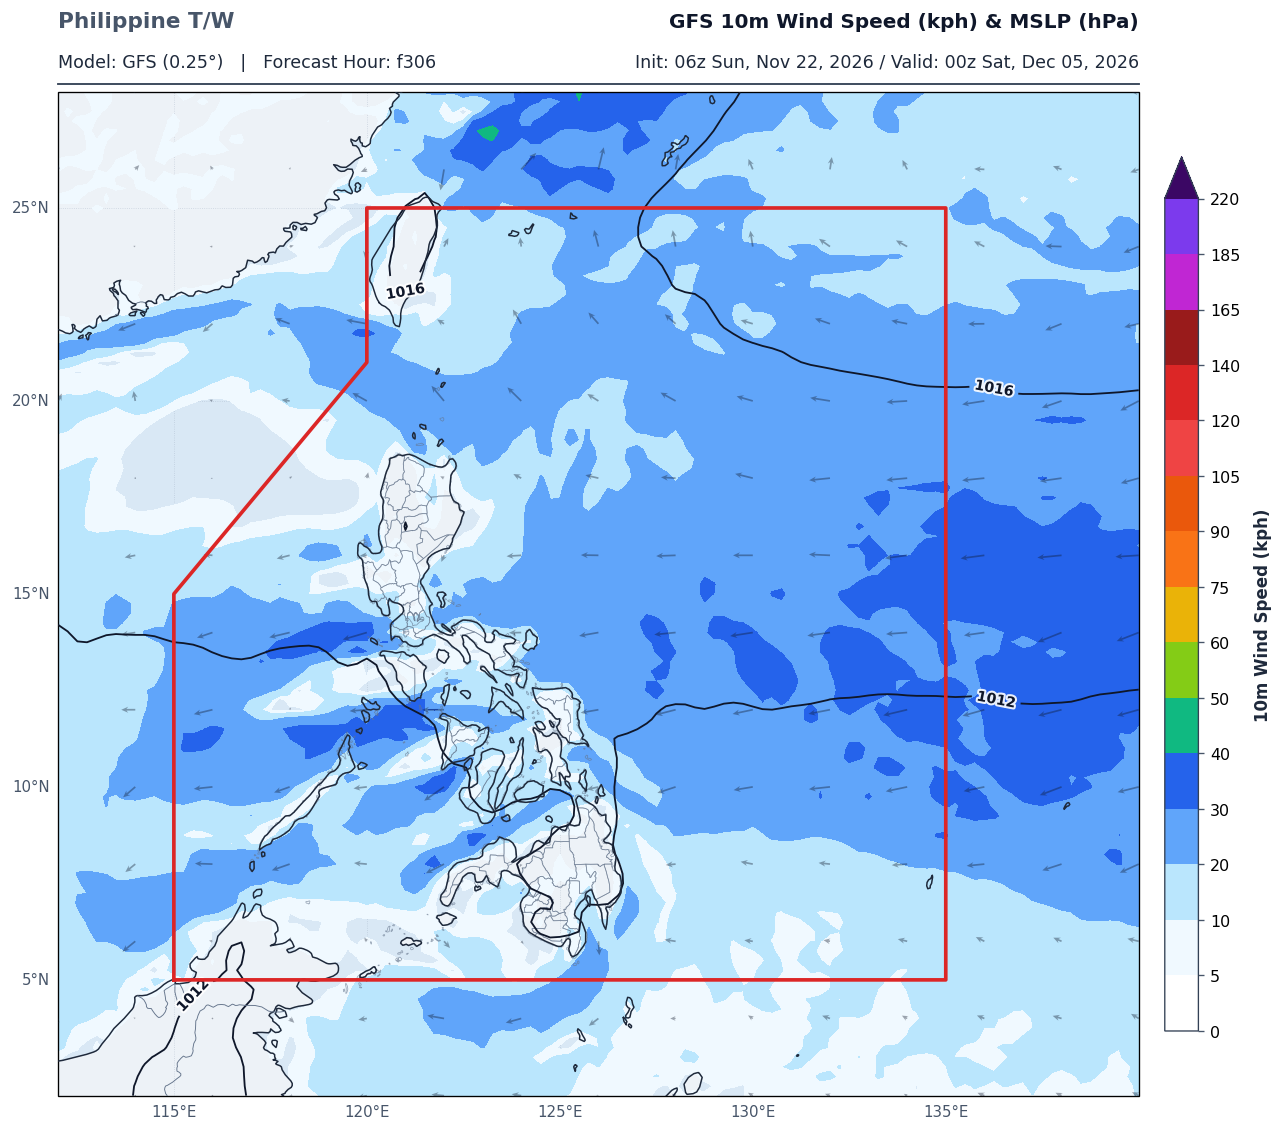 Philippine T/W
GFS 10m Wind Speed (kph) & MSLP (hPa)
Model: GFS (0.25°)   |   Forecast Hour: f306
Init: 06z Sun, Nov 22, 2026 / Valid: 00z Sat, Dec 05, 2026
25°N
20°N
15°N
10°N
5°N
1016
1016
1012
1012
115°E
120°E
125°E
130°E
135°E
220
185
165
140
120
105
90
75
60
50
40
30
20
10
5
0
10m Wind Speed (kph)